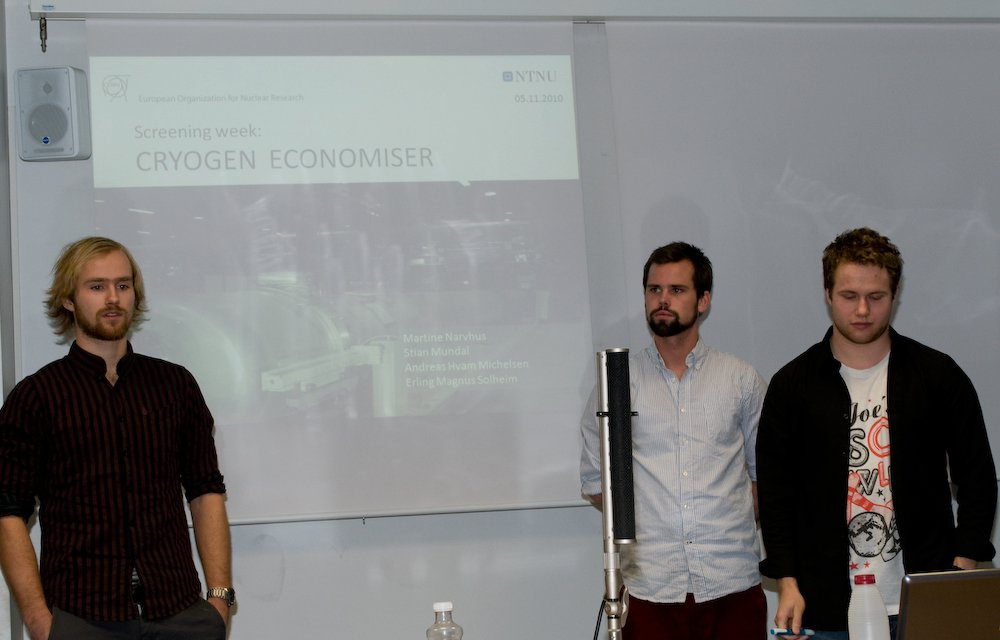 NTNU
European Organization for Nuclear Research
05.11.2010
Screening week:
CRYOGEN ECONOMISER
Martine Narvhus
Stian Mundal
Andreas Hvam Michelsen
Erling Magnus Solheim
Joe's